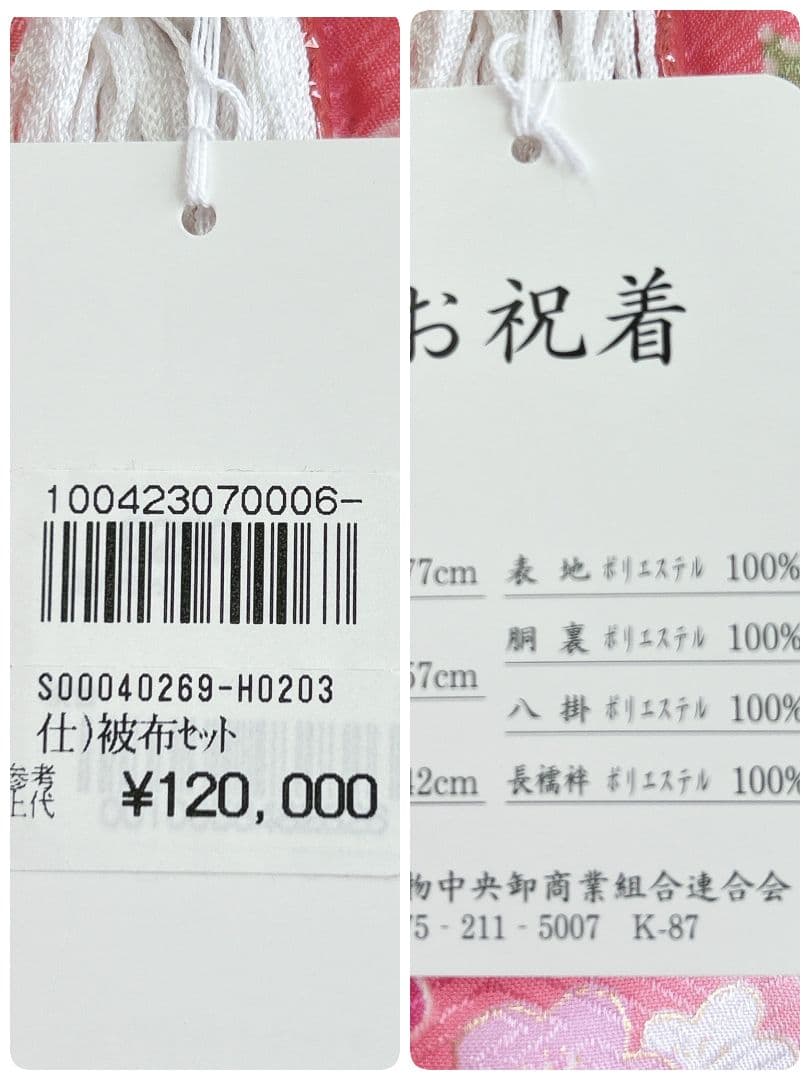 100423070006-
S00040269-H0203
仕)被布セット
参考
上代
¥120,000
お祝着
77cm 表地 ポリエステル 100%
胴裏 ポリエステル 100%
57cm
八掛 ポリエステル 100%
42cm 長襦袢 ポリエステル 100%
物中央卸商業組合連合会
75-211-5007 K-87